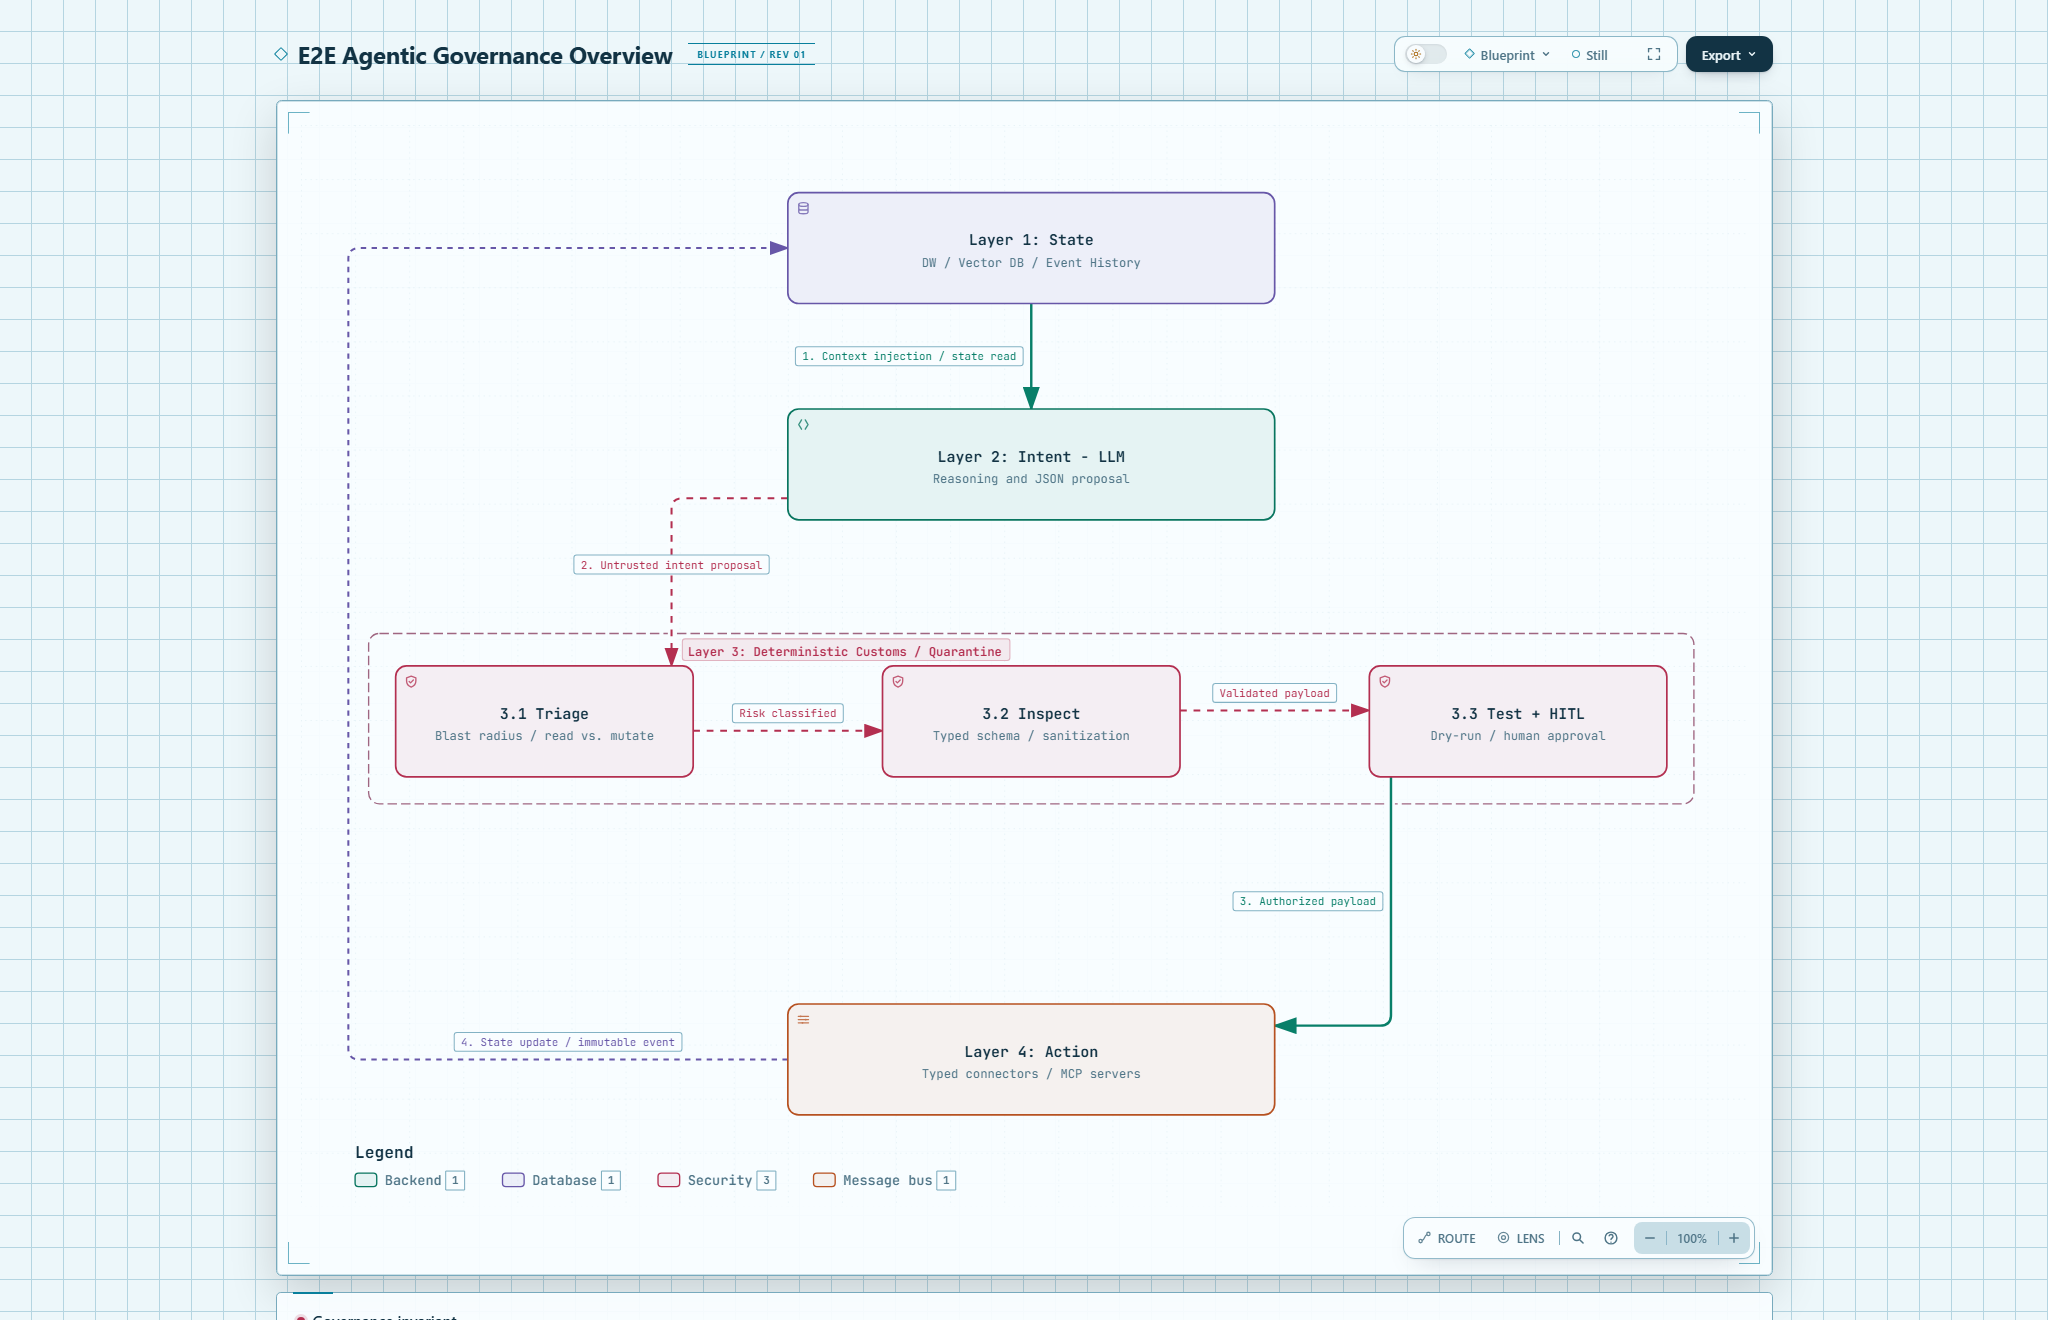 E2E Agentic Governance Overview
BLUEPRINT / REV 01
Blueprint
Still
Export
Layer 1: State
DW / Vector DB / Event History
1. Context injection / state read
Layer 2: Intent - LLM
Reasoning and JSON proposal
2. Untrusted intent proposal
Layer 3: Deterministic Customs / Quarantine
3.1 Triage
Blast radius / read vs. mutate
Risk classified
3.2 Inspect
Typed schema / sanitization
Validated payload
3.3 Test + HITL
Dry-run / human approval
3. Authorized payload
4. State update / immutable event
Layer 4: Action
Typed connectors / MCP servers
Legend
Backend 1
Database 1
Security 3
Message bus 1
ROUTE
LENS
100%
Governance invariant